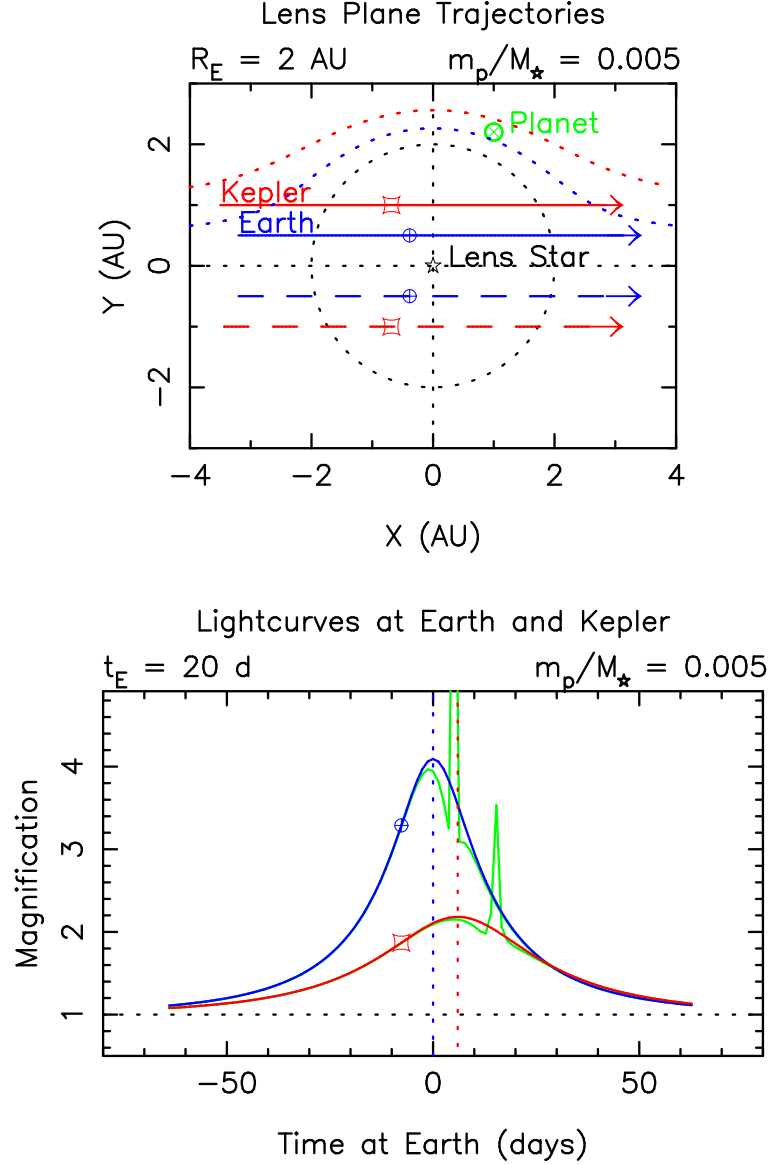 Lens Plane Trajectories
R_E = 2 AU
m_p/M_☆ = 0.005
Planet
Kepler
Earth
Lens Star
Y (AU)
2
0
−2
−4
−2
0
2
4
X (AU)
Lightcurves at Earth and Kepler
t_E = 20 d
m_p/M_☆ = 0.005
Magnification
4
3
2
1
−50
0
50
Time at Earth (days)